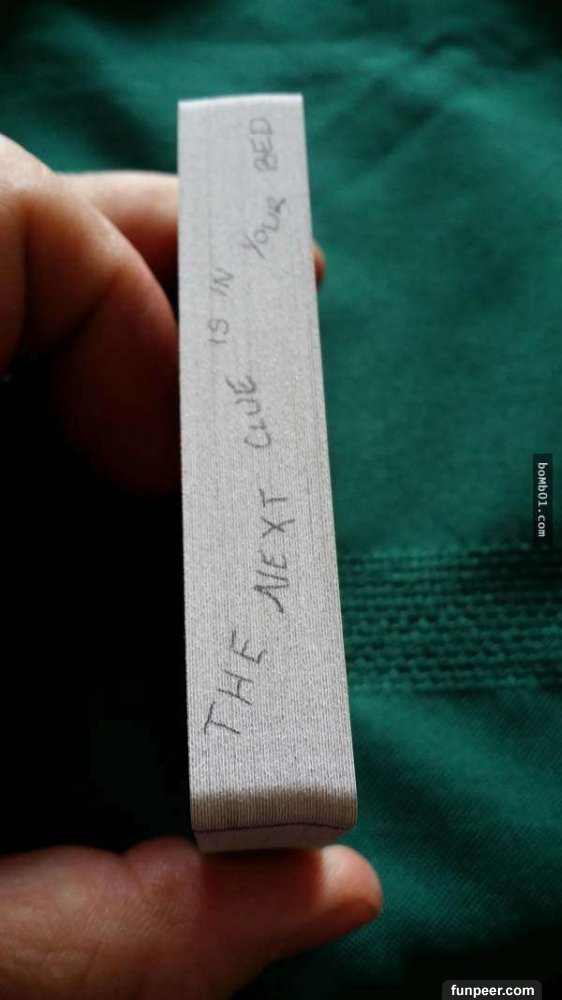 THE NEXT CLUE IS IN YOUR BED
boMb01.com
funpeer.com